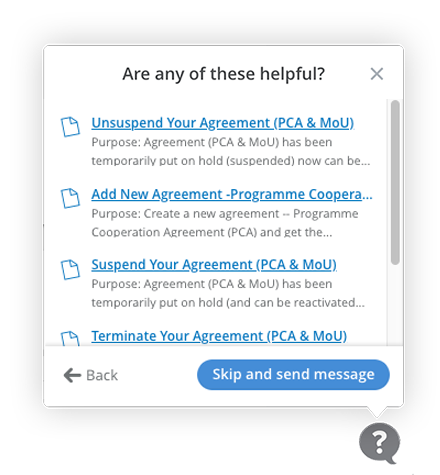 Are any of these helpful?
Unsuspend Your Agreement (PCA & MoU)
Purpose: Agreement (PCA & MoU) has been
temporarily put on hold (suspended) now can be...
Add New Agreement -Programme Coopera...
Purpose: Create a new agreement -- Programme
Cooperation Agreement (PCA) and get the...
Suspend Your Agreement (PCA & MoU)
Purpose: Agreement (PCA & MoU) has been
temporarily put on hold (and can be reactivated...
Terminate Your Agreement (PCA & MoU)
Back
Skip and send message
?